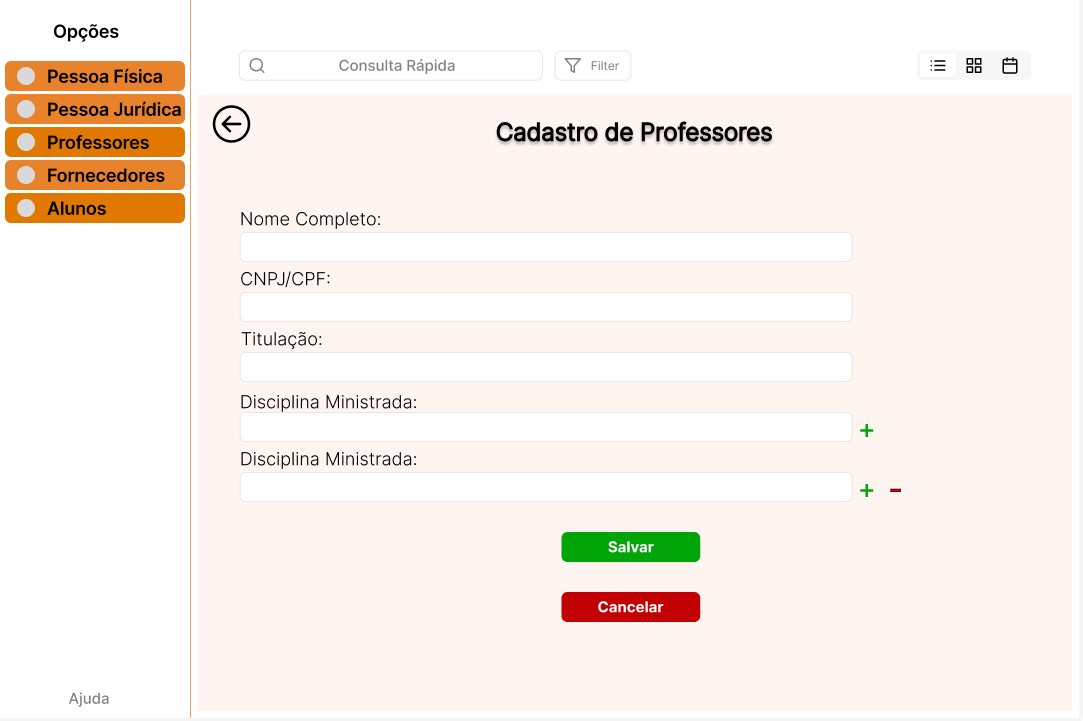 Opções
Pessoa Física
Pessoa Jurídica
Professores
Fornecedores
Alunos
Ajuda
Consulta Rápida
Filter
Cadastro de Professores
Nome Completo:
CNPJ/CPF:
Titulação:
Disciplina Ministrada:
+
Disciplina Ministrada:
+ -
Salvar
Cancelar